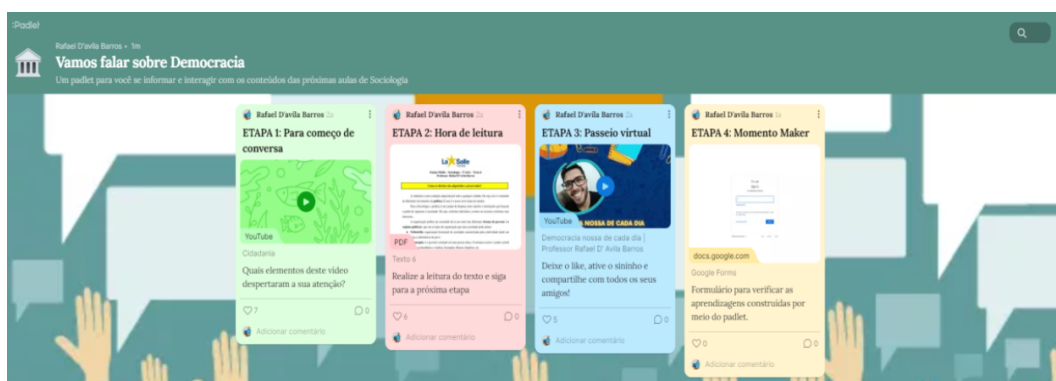 :Padlet
Rafael D'avila Barros • 1m
Vamos falar sobre Democracia
Um padlet para você se informar e interagir com os conteúdos das próximas aulas de Sociologia
Rafael D'avila Barros 2a
ETAPA 1: Para começo de
conversa
YouTube
Cidadania
Quais elementos deste vídeo
despertaram a sua atenção?
7
0
Adicionar comentário
Rafael D'avila Barros 2a
ETAPA 2: Hora de leitura
La Salle
PDF
Texto 6
Realize a leitura do texto e siga
para a próxima etapa
6
0
Adicionar comentário
Rafael D'avila Barros 2a
ETAPA 3: Passeio virtual
YouTube
NOSSA DE CADA DIA
Democracia nossa de cada dia |
Professor Rafael D' Avila Barros
Deixe o like, ative o sininho e
compartilhe com todos os seus
amigos!
5
0
Adicionar comentário
Rafael D'avila Barros 1a
ETAPA 4: Momento Maker
docs.google.com
Google Forms
Formulário para verificar as
aprendizagens construídas por
meio do padlet.
0
0
Adicionar comentário